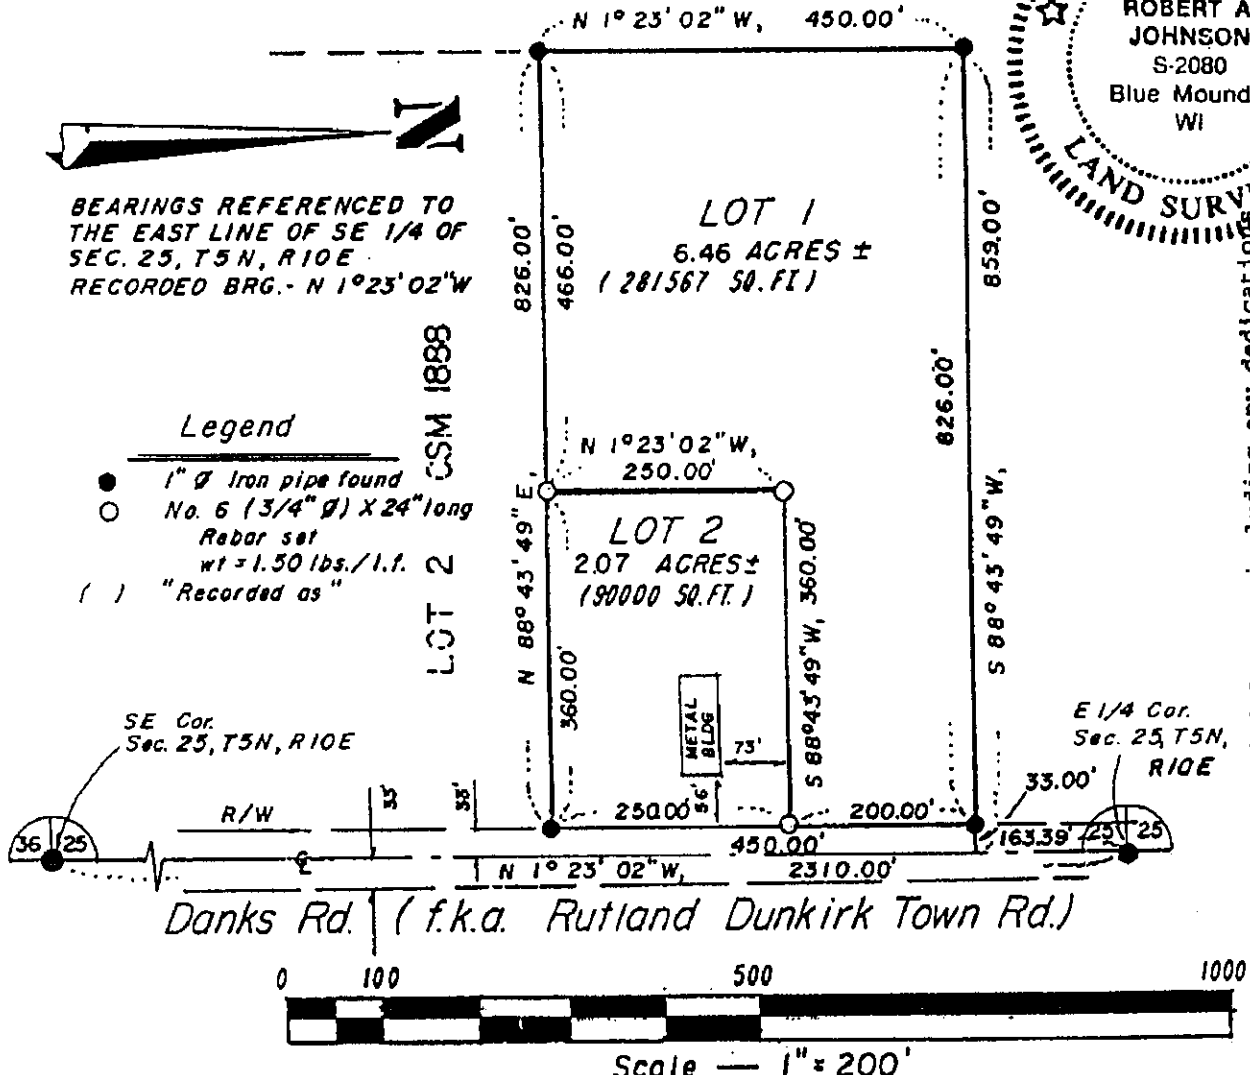 N 1° 23' 02" W, 450.00'
ROBERT A
JOHNSON
S-2080
Blue Mound
WI
LAND SURV
N
BEARINGS REFERENCED TO
THE EAST LINE OF SE 1/4 OF
SEC. 25, T5N, R10E
RECORDED BRG.- N 1°23'02"W
826.00'
466.00'
LOT 1
6.46 ACRES ±
(281567 SQ.FT)
859.00'
826.00'
S 88°43'49"W,
LOT 2 CSM 1888
N 88°43'49" E,
Legend
1" Ø Iron pipe found
No. 6 (3/4" Ø) X 24" long
Rebar set
wt = 1.50 lbs./l.f.
( ) "Recorded as"
N 1°23'02"W,
250.00'
LOT 2
2.07 ACRES±
(90000 SQ.FT.)
360.00'
S 88°43'49"W, 360.00'
METAL
BLDG
73'
56'
SE Cor.
Sec. 25, T5N, R10E
E 1/4 Cor.
Sec. 25, T5N,
R10E
33.00'
R/W
33'
33'
250.00'
200.00'
450.00'
163.39'
36 25
25 25
N 1° 23' 02"W, 2310.00'
Danks Rd. (f.k.a. Rutland Dunkirk Town Rd.)
0 100 500 1000
Scale — 1" = 200'